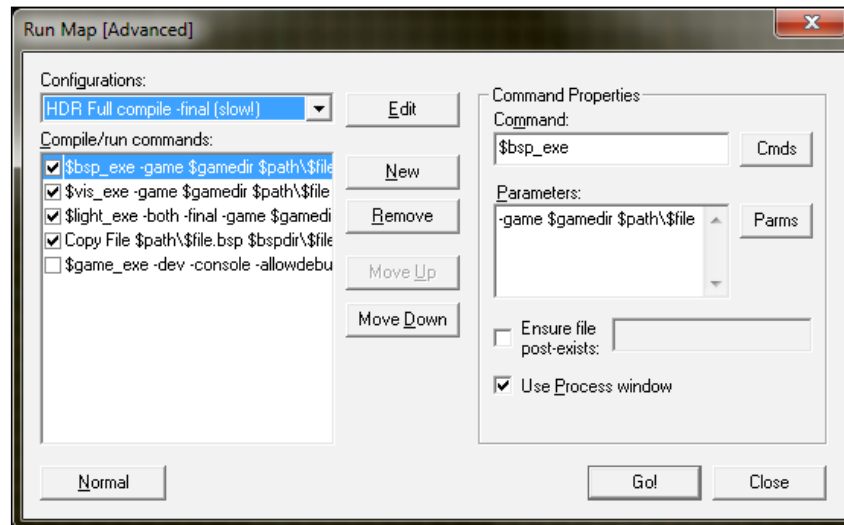 Run Map [Advanced]
Configurations:
HDR Full compile -final (slow!)
Edit
Compile/run commands:
$bsp_exe -game $gamedir $path\$file
$vis_exe -game $gamedir $path\$file
$light_exe -both -final -game $gamedi
Copy File $path\$file.bsp $bspdir\$file
$game_exe -dev -console -allowdebu
New
Remove
Move Up
Move Down
Command Properties
Command:
$bsp_exe
Cmds
Parameters:
-game $gamedir $path\$file
Parms
Ensure file
post-exists:
Use Process window
Normal
Go!
Close